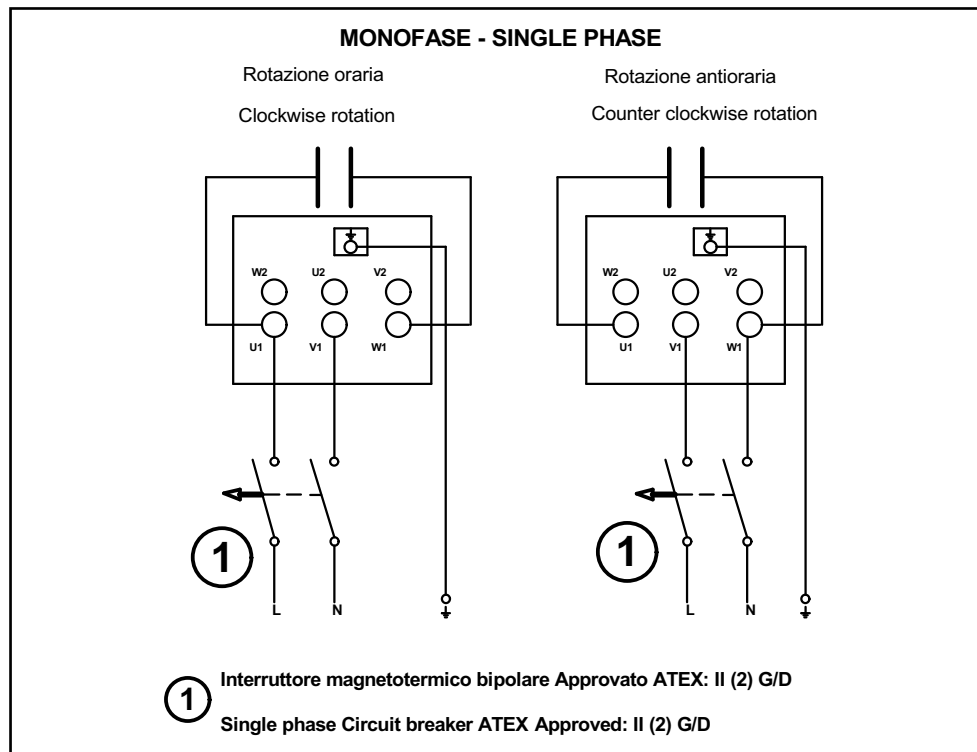 MONOFASE - SINGLE PHASE
Rotazione oraria
Clockwise rotation
W2 U2 V2
U1 V1 W1
1
L N
Rotazione antioraria
Counter clockwise rotation
W2 U2 V2
U1 V1 W1
1
L N
1
Interruttore magnetotermico bipolare Approvato ATEX: II (2) G/D
Single phase Circuit breaker ATEX Approved: II (2) G/D